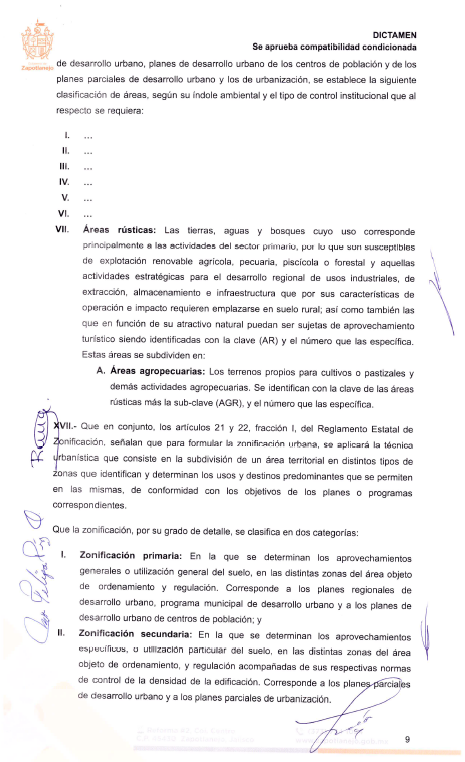 Zapotlanejo
DICTAMEN
Se aprueba compatibilidad condicionada
de desarrollo urbano, planes de desarrollo urbano de los centros de población y de los
planes parciales de desarrollo urbano y los de urbanización, se establece la siguiente
clasificación de áreas, según su índole ambiental y el tipo de control institucional que al
respecto se requiera:
I. ...
II. ...
III. ...
IV. ...
V. ...
VI. ...
VII. Áreas rústicas: Las tierras, aguas y bosques cuyo uso corresponde
principalmente a las actividades del sector primario, por lo que son susceptibles
de explotación renovable agrícola, pecuaria, piscícola o forestal y aquellas
actividades estratégicas para el desarrollo regional de usos industriales, de
extracción, almacenamiento e infraestructura que por sus características de
operación e impacto requieren emplazarse en suelo rural; así como también las
que en función de su atractivo natural puedan ser sujetas de aprovechamiento
turístico siendo identificadas con la clave (AR) y el número que las específica.
Estas áreas se subdividen en:
A. Áreas agropecuarias: Los terrenos propios para cultivos o pastizales y
demás actividades agropecuarias. Se identifican con la clave de las áreas
rústicas más la sub-clave (AGR), y el número que las específica.
XVII.- Que en conjunto, los artículos 21 y 22, fracción I, del Reglamento Estatal de
Zonificación, señalan que para formular la zonificación urbana, se aplicará la técnica
urbanística que consiste en la subdivisión de un área territorial en distintos tipos de
zonas que identifican y determinan los usos y destinos predominantes que se permiten
en las mismas, de conformidad con los objetivos de los planes o programas
correspondientes.
Que la zonificación, por su grado de detalle, se clasifica en dos categorías:
I. Zonificación primaria: En la que se determinan los aprovechamientos
generales o utilización general del suelo, en las distintas zonas del área objeto
de ordenamiento y regulación. Corresponde a los planes regionales de
desarrollo urbano, programa municipal de desarrollo urbano y a los planes de
desarrollo urbano de centros de población; y
II. Zonificación secundaria: En la que se determinan los aprovechamientos
específicos, o utilización particular del suelo, en las distintas zonas del área
objeto de ordenamiento, y regulación acompañadas de sus respectivas normas
de control de la densidad de la edificación. Corresponde a los planes parciales
de desarrollo urbano y a los planes parciales de urbanización.
9